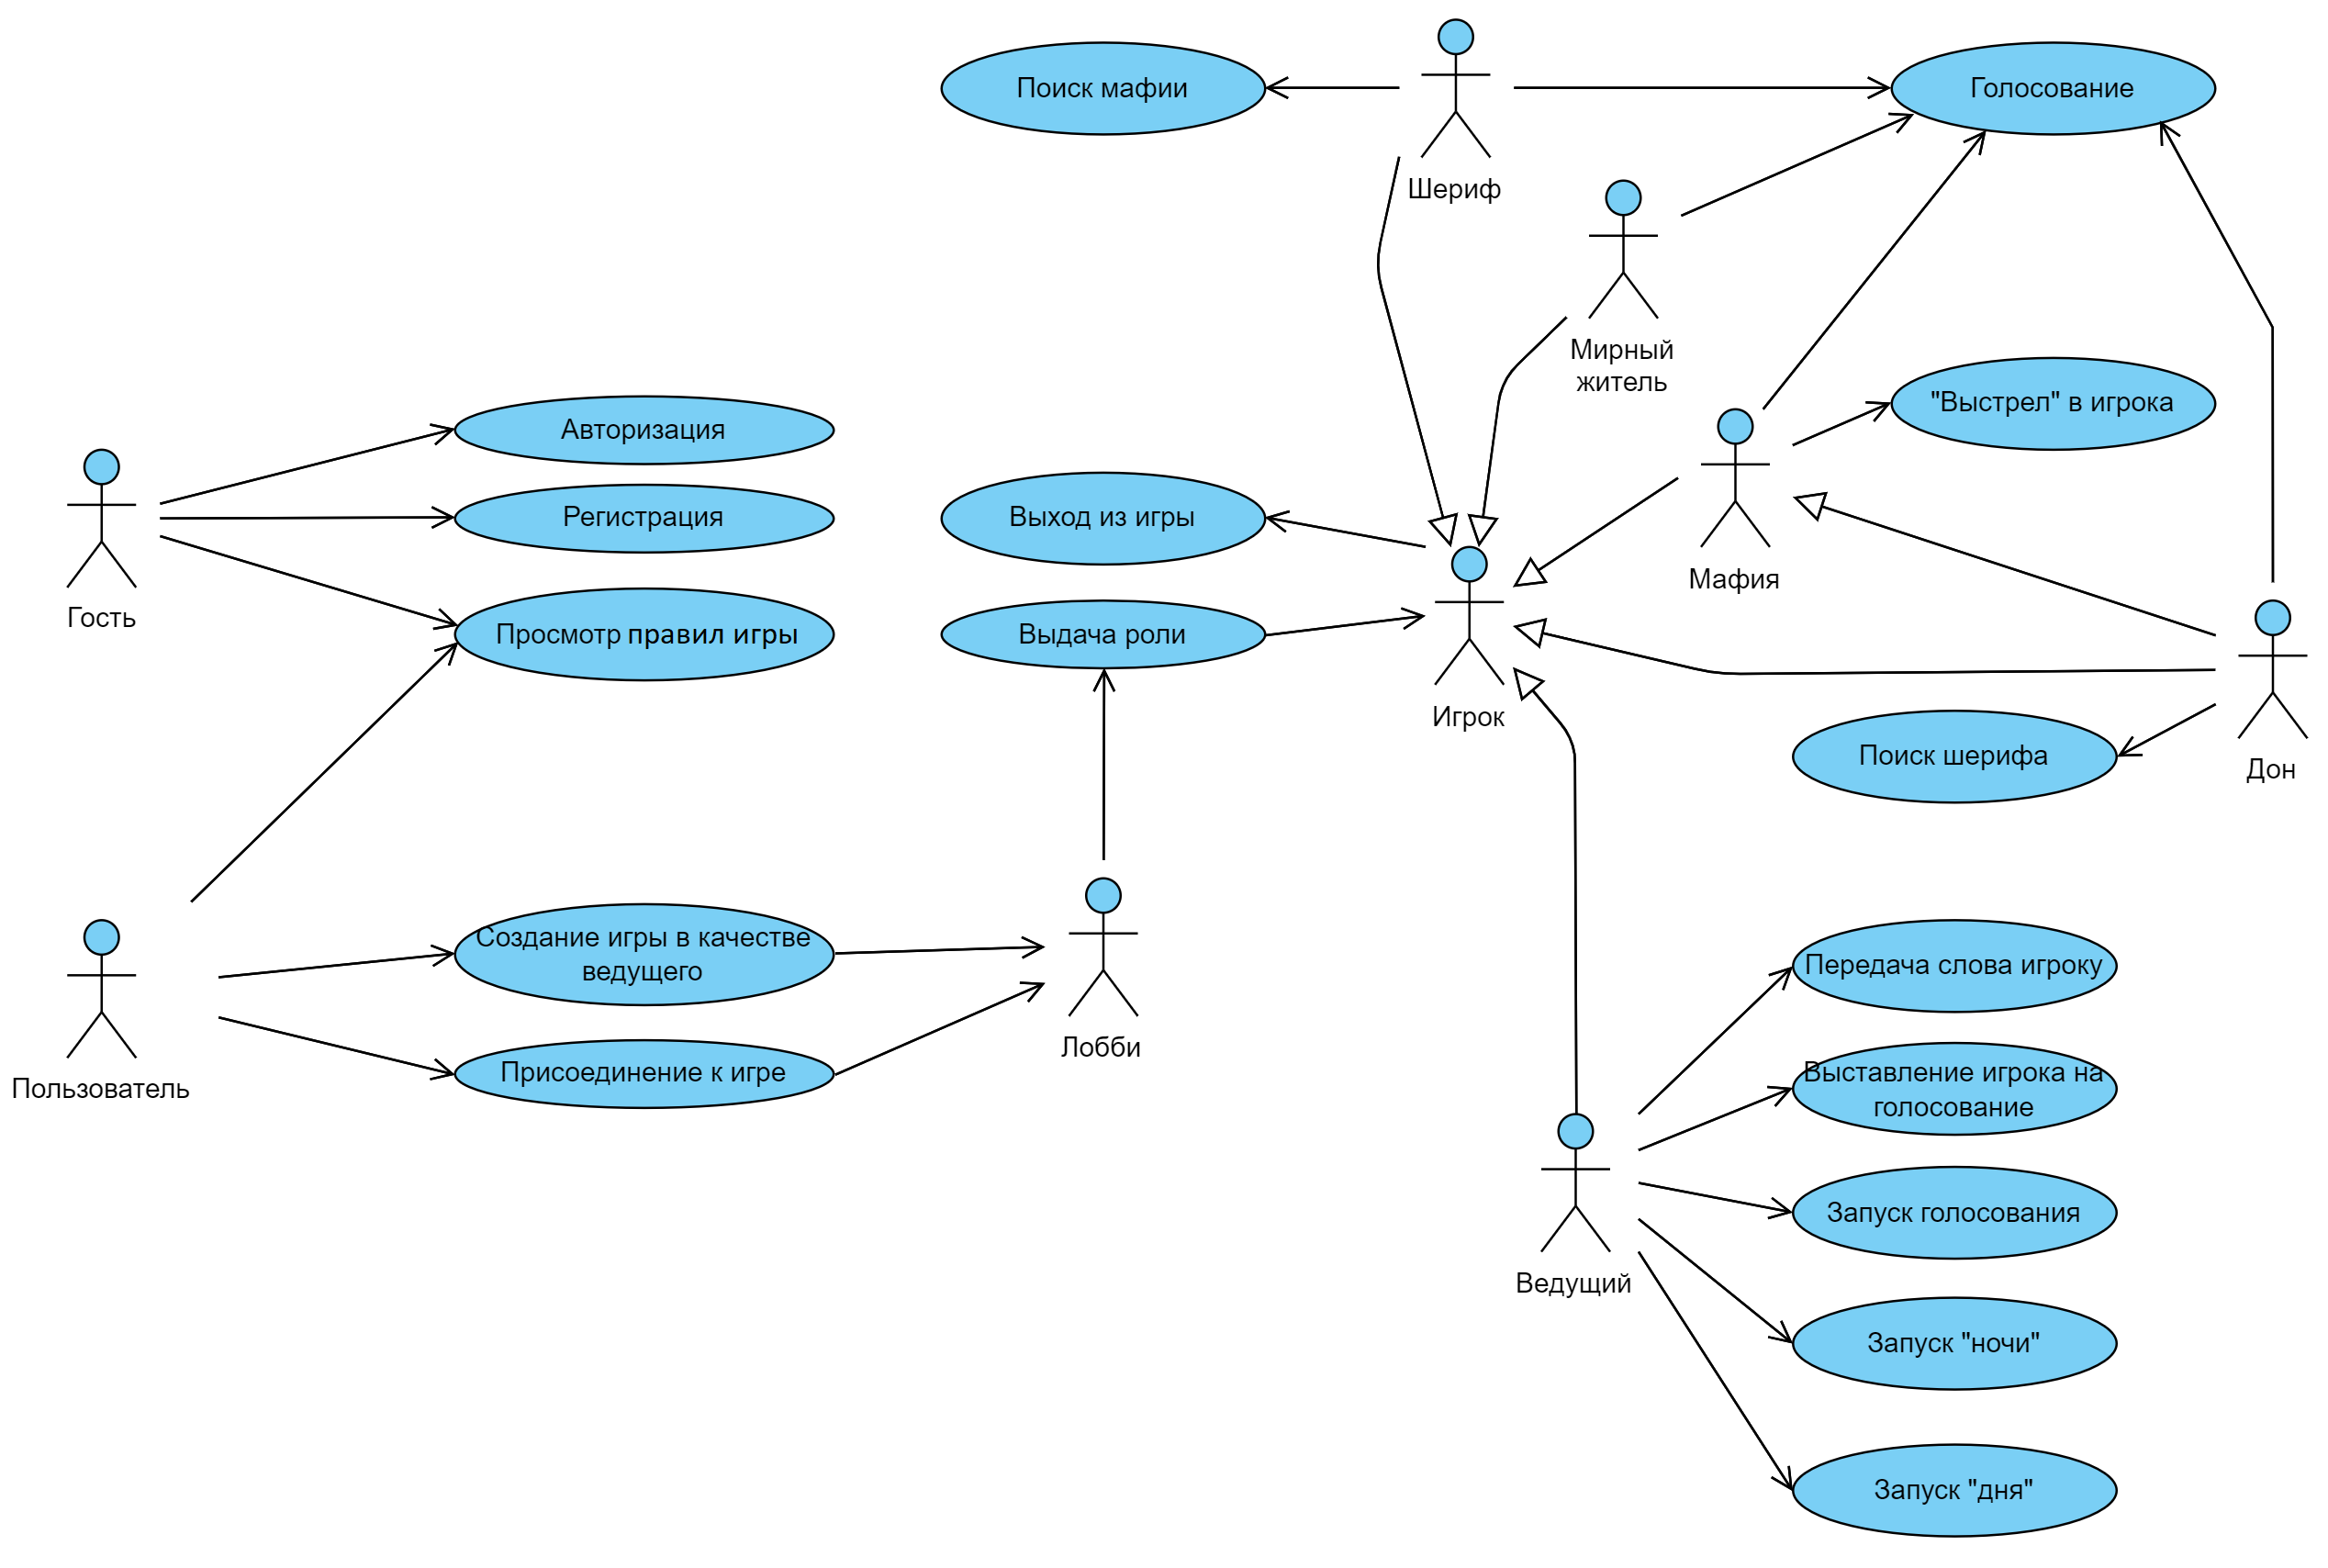 Поиск мафии
Голосование
Шериф
Мирный
житель
"Выстрел" в игрока
Авторизация
Регистрация
Выход из игры
Мафия
Гость
Просмотр правил игры
Выдача роли
Игрок
Поиск шерифа
Дон
Создание игры в качестве
ведущего
Передача слова игроку
Лобби
Присоединение к игре
Пользователь
Выставление игрока на
голосование
Запуск голосования
Ведущий
Запуск "ночи"
Запуск "дня"